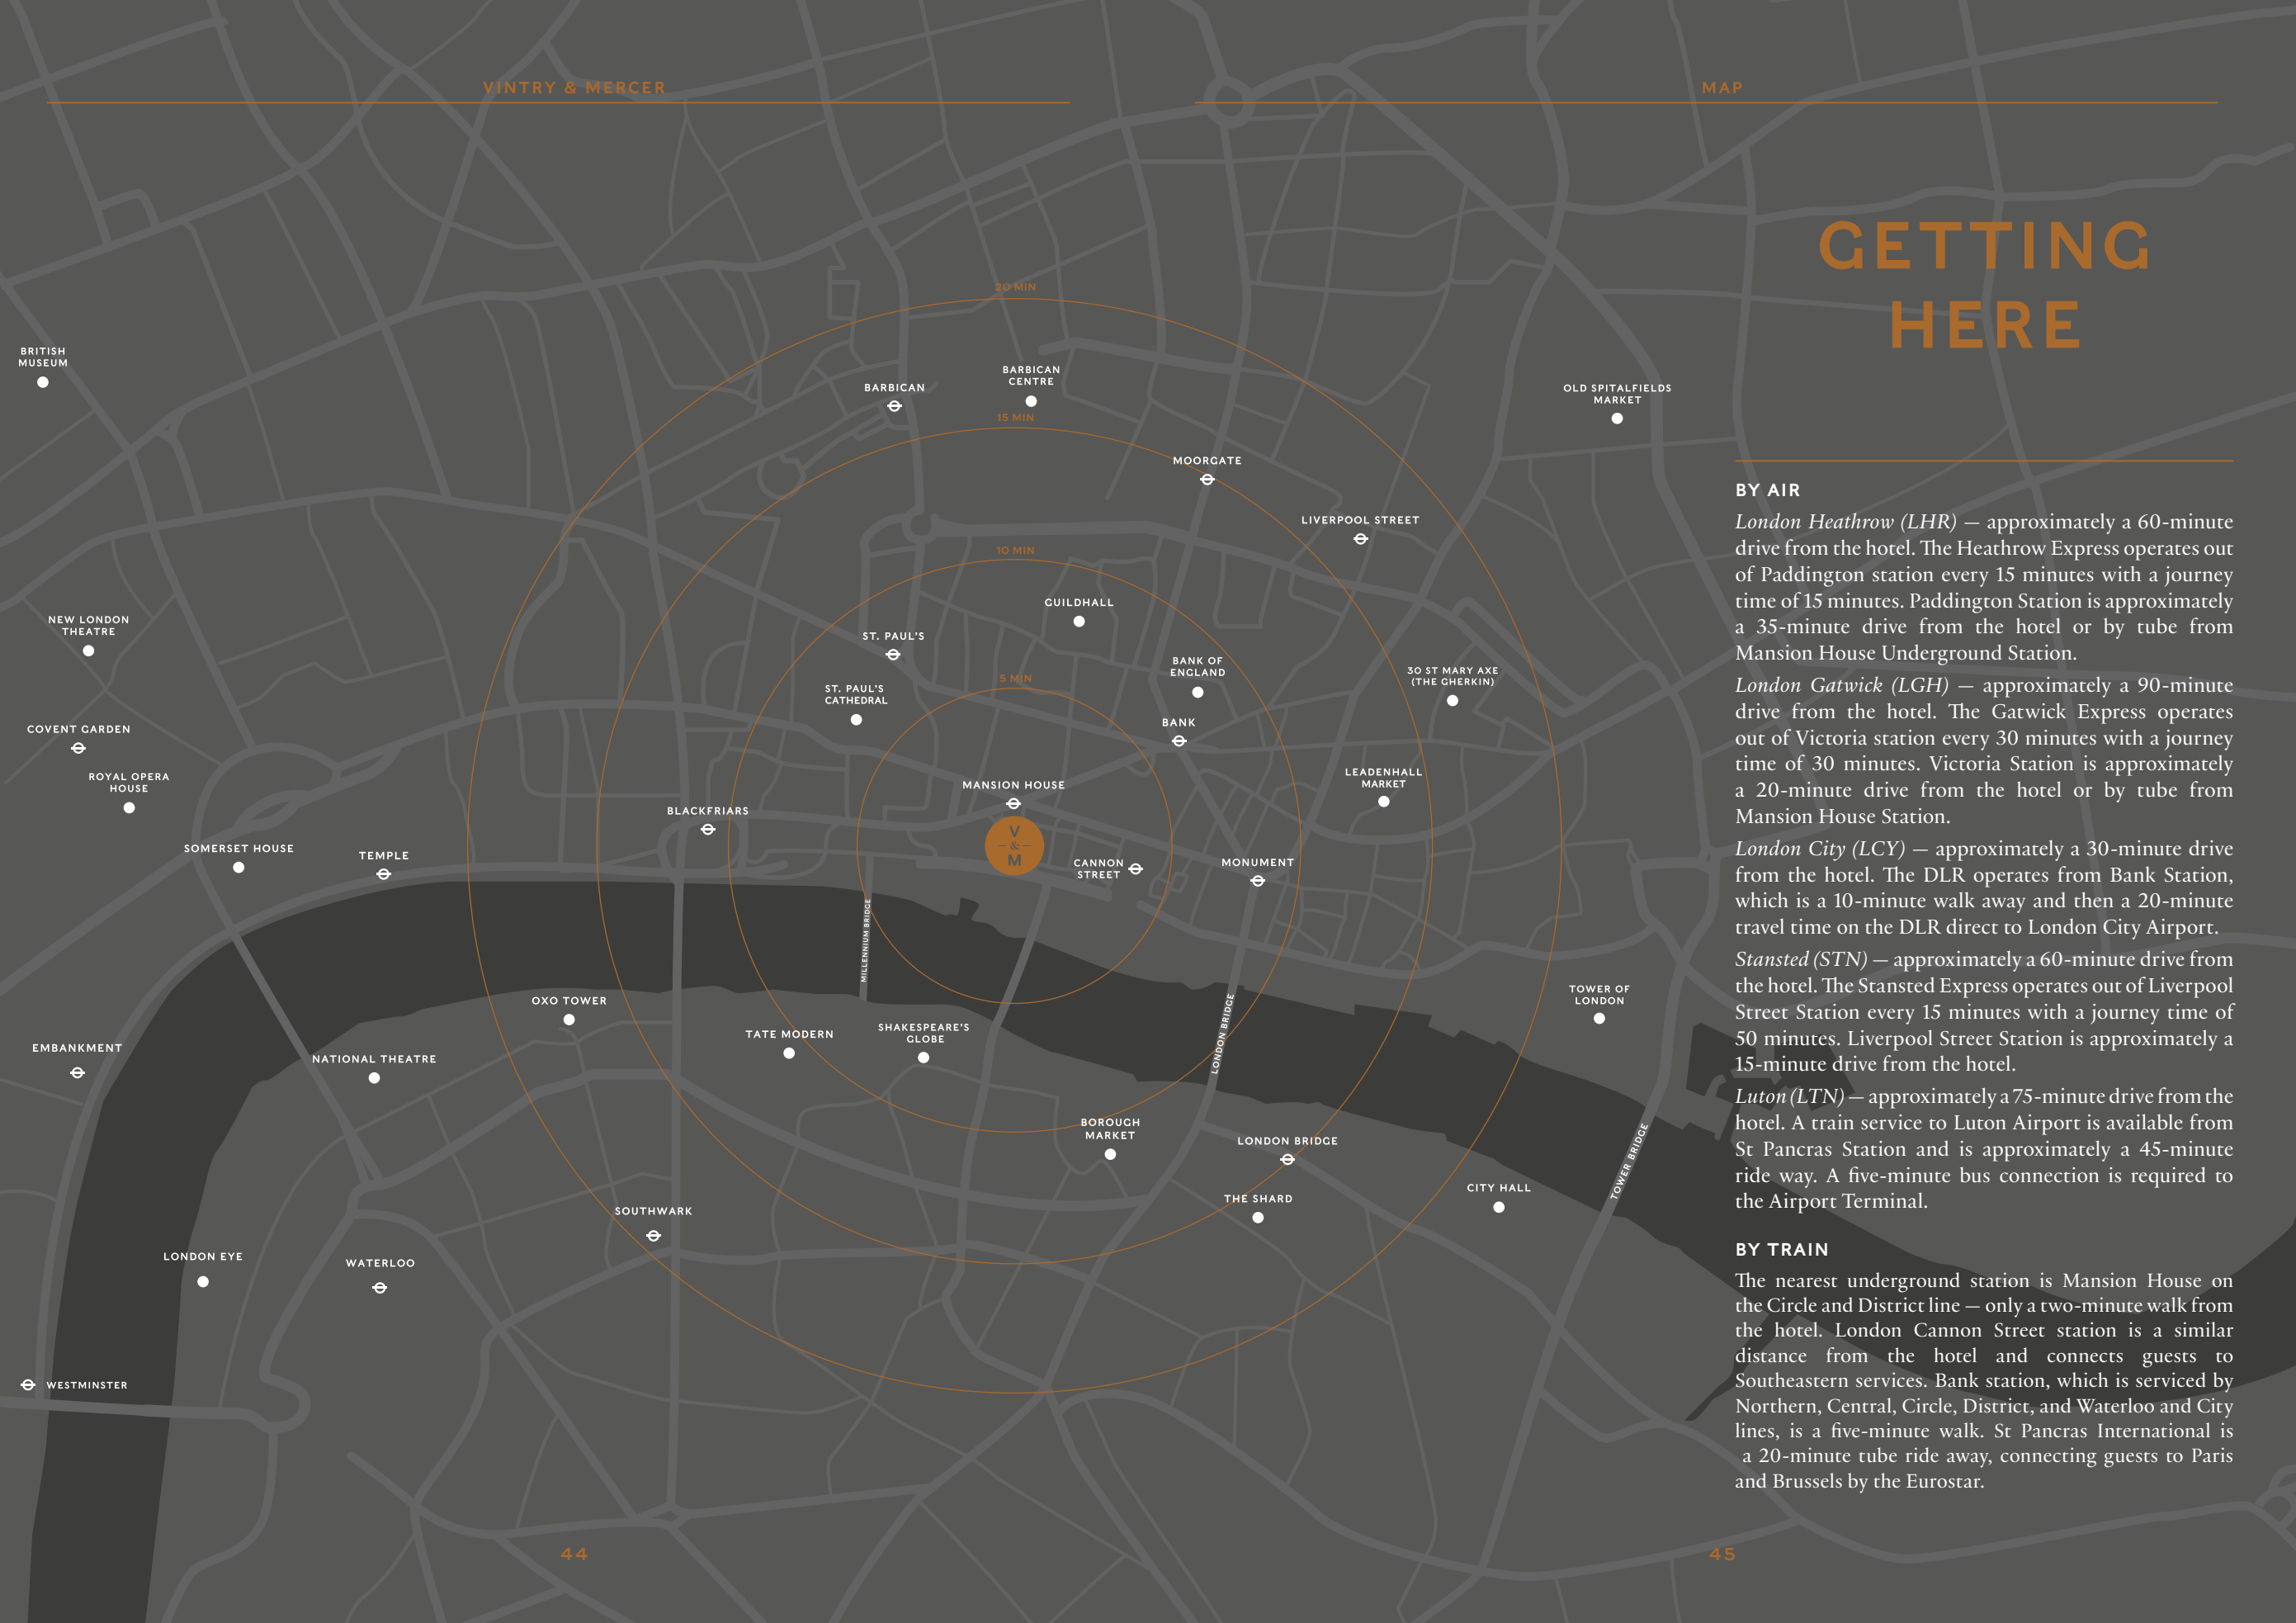 VINTRY & MERCER
MAP
GETTING
HERE
20 MIN
15 MIN
10 MIN
5 MIN
BRITISH
MUSEUM
BARBICAN
BARBICAN
CENTRE
OLD SPITALFIELDS
MARKET
MOORGATE
LIVERPOOL STREET
GUILDHALL
NEW LONDON
THEATRE
ST. PAUL'S
BANK OF
ENGLAND
30 ST MARY AXE
(THE GHERKIN)
ST. PAUL'S
CATHEDRAL
BANK
COVENT GARDEN
ROYAL OPERA
HOUSE
LEADENHALL
MARKET
MANSION HOUSE
BLACKFRIARS
V
&
M
SOMERSET HOUSE
TEMPLE
CANNON
STREET
MONUMENT
MILLENNIUM BRIDGE
OXO TOWER
TOWER OF
LONDON
TATE MODERN
SHAKESPEARE'S
GLOBE
LONDON BRIDGE
EMBANKMENT
NATIONAL THEATRE
BOROUGH
MARKET
LONDON BRIDGE
TOWER BRIDGE
CITY HALL
THE SHARD
SOUTHWARK
LONDON EYE
WATERLOO
WESTMINSTER
BY AIR
London Heathrow (LHR) — approximately a 60-minute
drive from the hotel. The Heathrow Express operates out
of Paddington station every 15 minutes with a journey
time of 15 minutes. Paddington Station is approximately
a 35-minute drive from the hotel or by tube from
Mansion House Underground Station.
London Gatwick (LGH) — approximately a 90-minute
drive from the hotel. The Gatwick Express operates
out of Victoria station every 30 minutes with a journey
time of 30 minutes. Victoria Station is approximately
a 20-minute drive from the hotel or by tube from
Mansion House Station.
London City (LCY) — approximately a 30-minute drive
from the hotel. The DLR operates from Bank Station,
which is a 10-minute walk away and then a 20-minute
travel time on the DLR direct to London City Airport.
Stansted (STN) — approximately a 60-minute drive from
the hotel. The Stansted Express operates out of Liverpool
Street Station every 15 minutes with a journey time of
50 minutes. Liverpool Street Station is approximately a
15-minute drive from the hotel.
Luton (LTN) — approximately a 75-minute drive from the
hotel. A train service to Luton Airport is available from
St Pancras Station and is approximately a 45-minute
ride way. A five-minute bus connection is required to
the Airport Terminal.
BY TRAIN
The nearest underground station is Mansion House on
the Circle and District line — only a two-minute walk from
the hotel. London Cannon Street station is a similar
distance from the hotel and connects guests to
Southeastern services. Bank station, which is serviced by
Northern, Central, Circle, District, and Waterloo and City
lines, is a five-minute walk. St Pancras International is
a 20-minute tube ride away, connecting guests to Paris
and Brussels by the Eurostar.
44
45